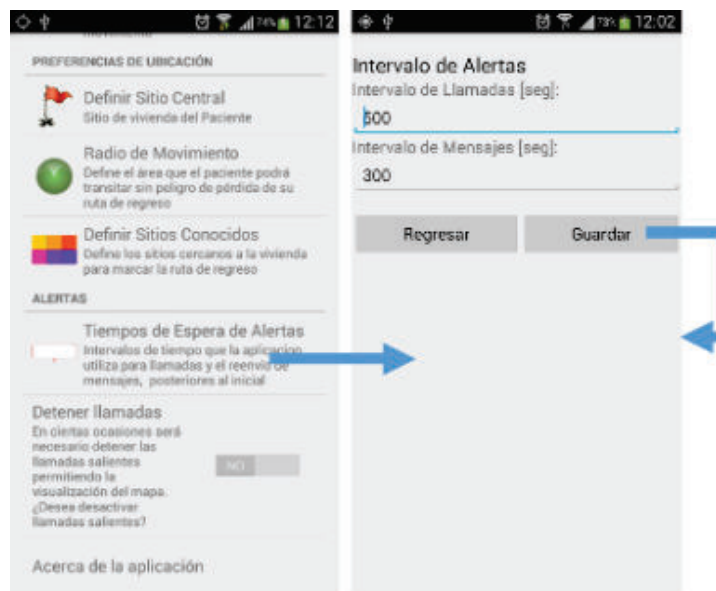 74% 12:12
movimiento
PREFERENCIAS DE UBICACIÓN
Definir Sitio Central
Sitio de vivienda del Paciente
Radio de Movimiento
Define el área que el paciente podrá
transitar sin peligro de pérdida de su
ruta de regreso
Definir Sitios Conocidos
Define los sitios cercanos a la vivienda
para marcar la ruta de regreso
ALERTAS
Tiempos de Espera de Alertas
Intervalos de tiempo que la aplicacion
utiliza para llamadas y el reenvio de
mensajes, posteriores al inicial
Detener llamadas
En ciertas ocasiones será
necesario detener las
llamadas salientes
permitiendo la
visualización del mapa.
¿Desea desactivar
llamadas salientes?
NO
Acerca de la aplicación
73% 12:02
Intervalo de Alertas
Intervalo de Llamadas [seg]:
600
Intervalo de Mensajes [seg]:
300
Regresar Guardar